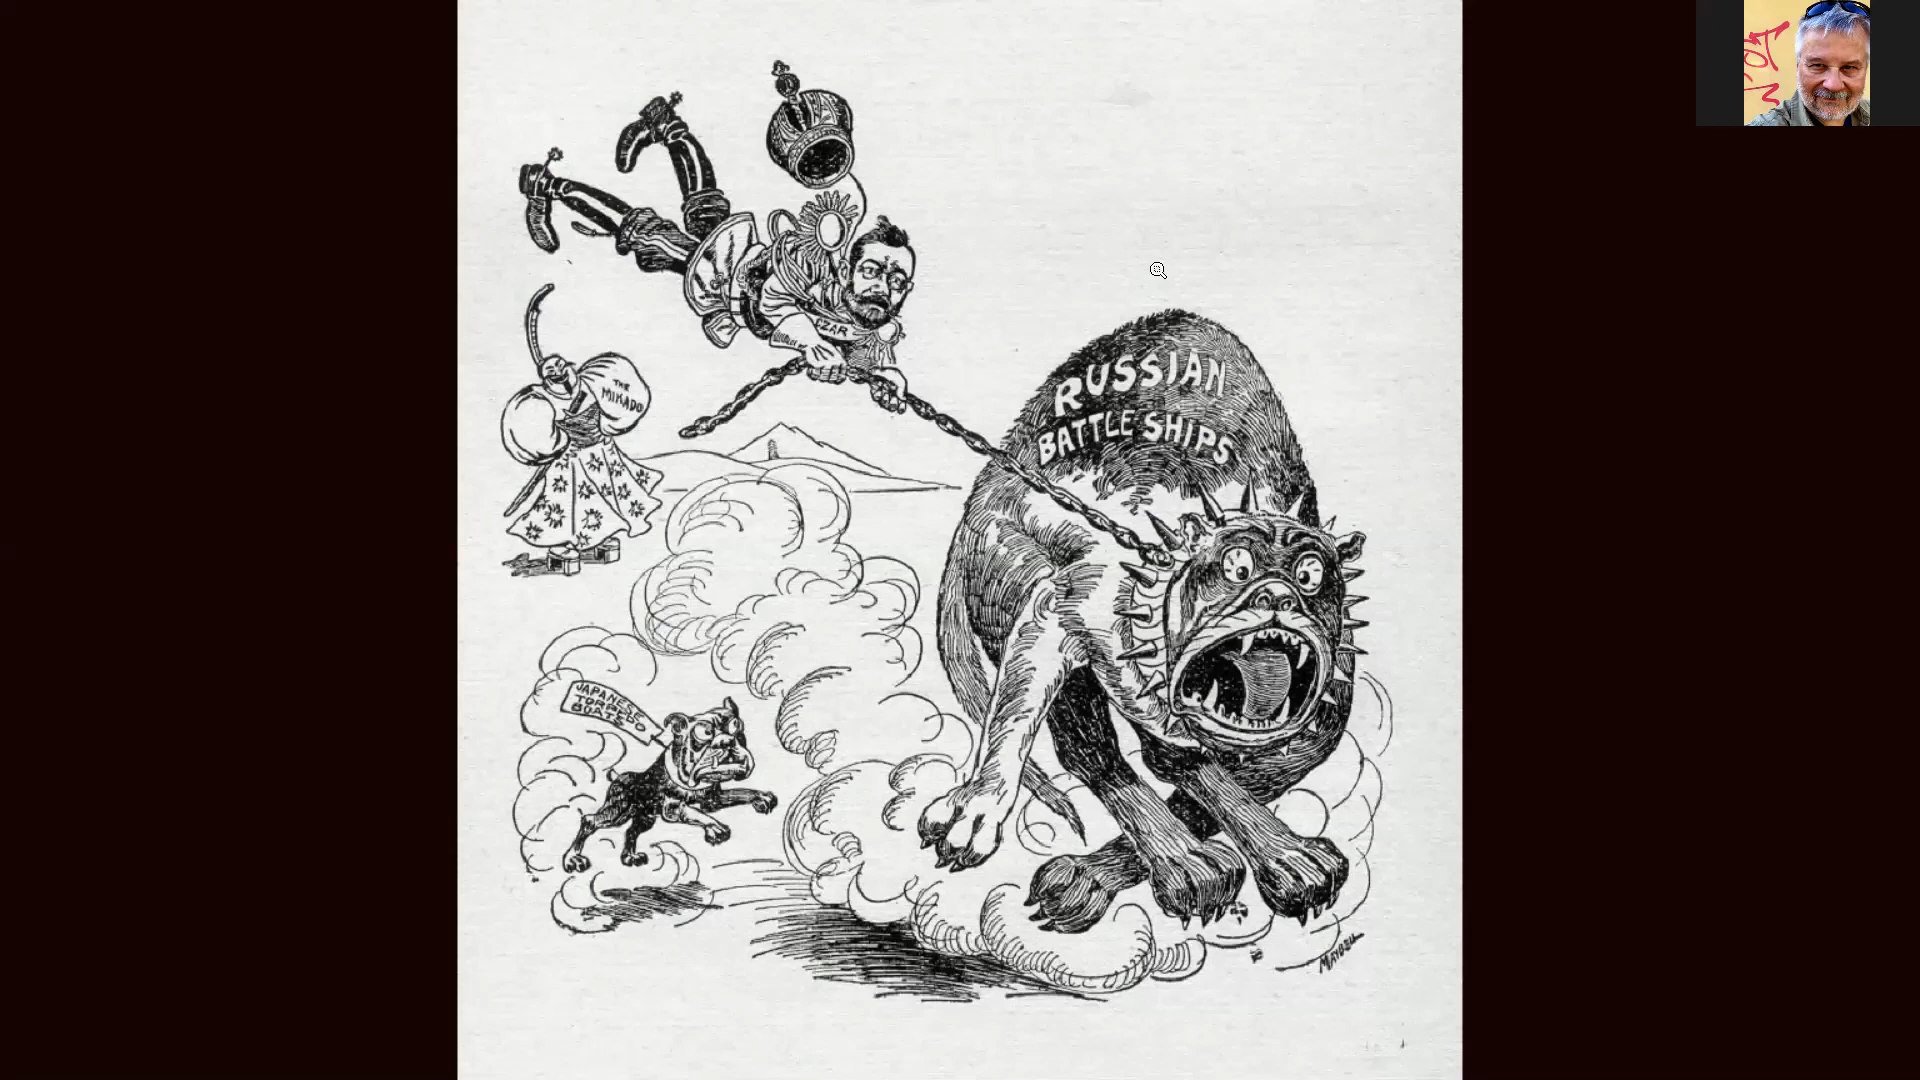 CZAR
THE
MIKADO
RUSSIAN
BATTLE SHIPS
JAPANESE
TORPEDO
BOATS
MAYBELL